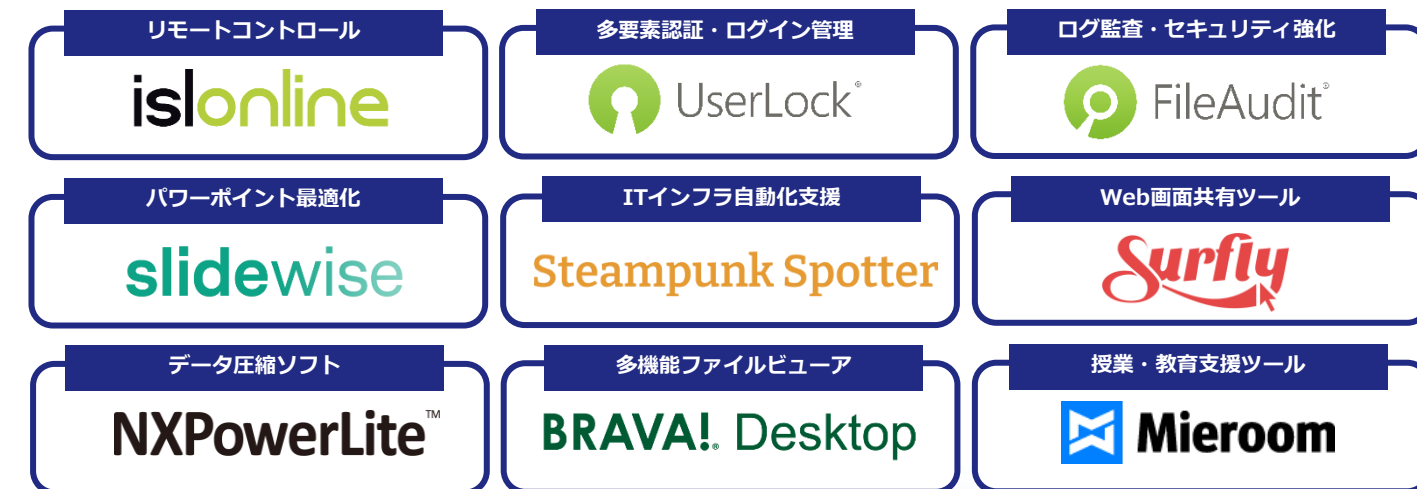 リモートコントロール
islonline
多要素認証・ログイン管理
UserLock®
ログ監査・セキュリティ強化
FileAudit®
パワーポイント最適化
slidewise
ITインフラ自動化支援
Steampunk Spotter
Web画面共有ツール
Surfly
データ圧縮ソフト
NXPowerLite™
多機能ファイルビューア
BRAVA!® Desktop
授業・教育支援ツール
Mieroom